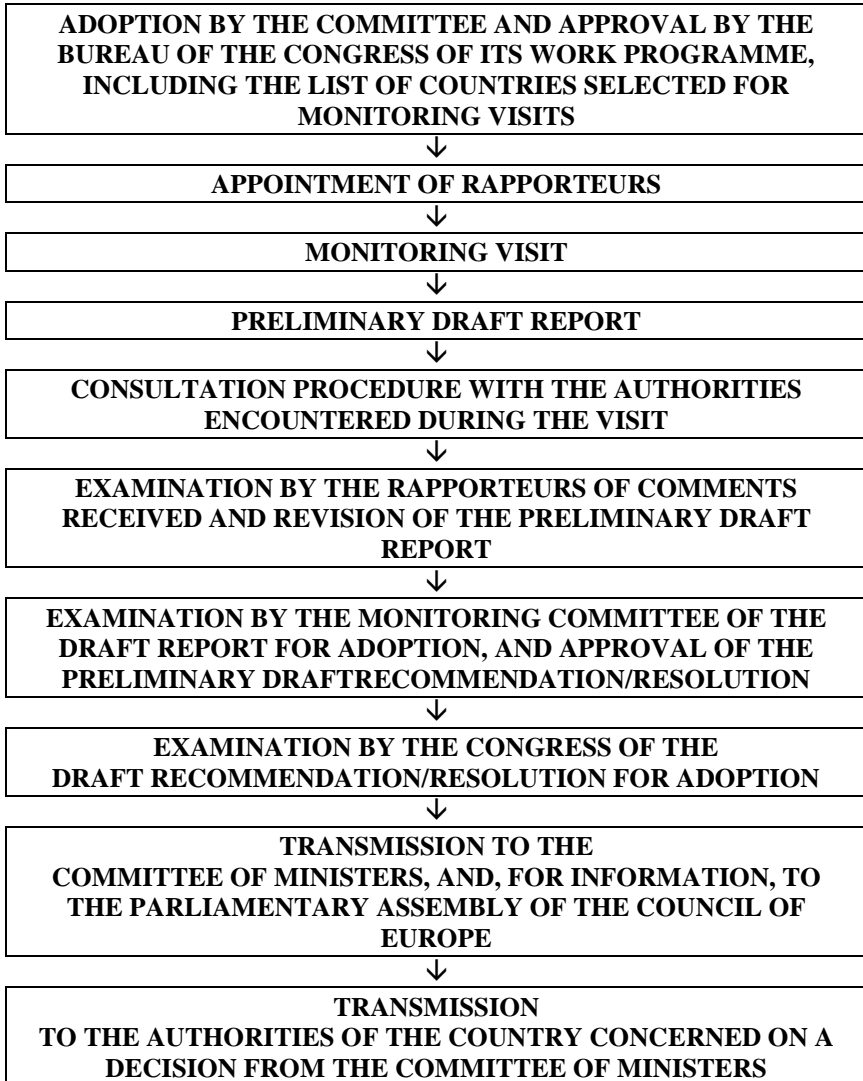 ADOPTION BY THE COMMITTEE AND APPROVAL BY THE
BUREAU OF THE CONGRESS OF ITS WORK PROGRAMME,
INCLUDING THE LIST OF COUNTRIES SELECTED FOR
MONITORING VISITS
↓
APPOINTMENT OF RAPPORTEURS
↓
MONITORING VISIT
↓
PRELIMINARY DRAFT REPORT
↓
CONSULTATION PROCEDURE WITH THE AUTHORITIES
ENCOUNTERED DURING THE VISIT
↓
EXAMINATION BY THE RAPPORTEURS OF COMMENTS
RECEIVED AND REVISION OF THE PRELIMINARY DRAFT
REPORT
↓
EXAMINATION BY THE MONITORING COMMITTEE OF THE
DRAFT REPORT FOR ADOPTION, AND APPROVAL OF THE
PRELIMINARY DRAFTRECOMMENDATION/RESOLUTION
↓
EXAMINATION BY THE CONGRESS OF THE
DRAFT RECOMMENDATION/RESOLUTION FOR ADOPTION
↓
TRANSMISSION TO THE
COMMITTEE OF MINISTERS, AND, FOR INFORMATION, TO
THE PARLIAMENTARY ASSEMBLY OF THE COUNCIL OF
EUROPE
↓
TRANSMISSION
TO THE AUTHORITIES OF THE COUNTRY CONCERNED ON A
DECISION FROM THE COMMITTEE OF MINISTERS